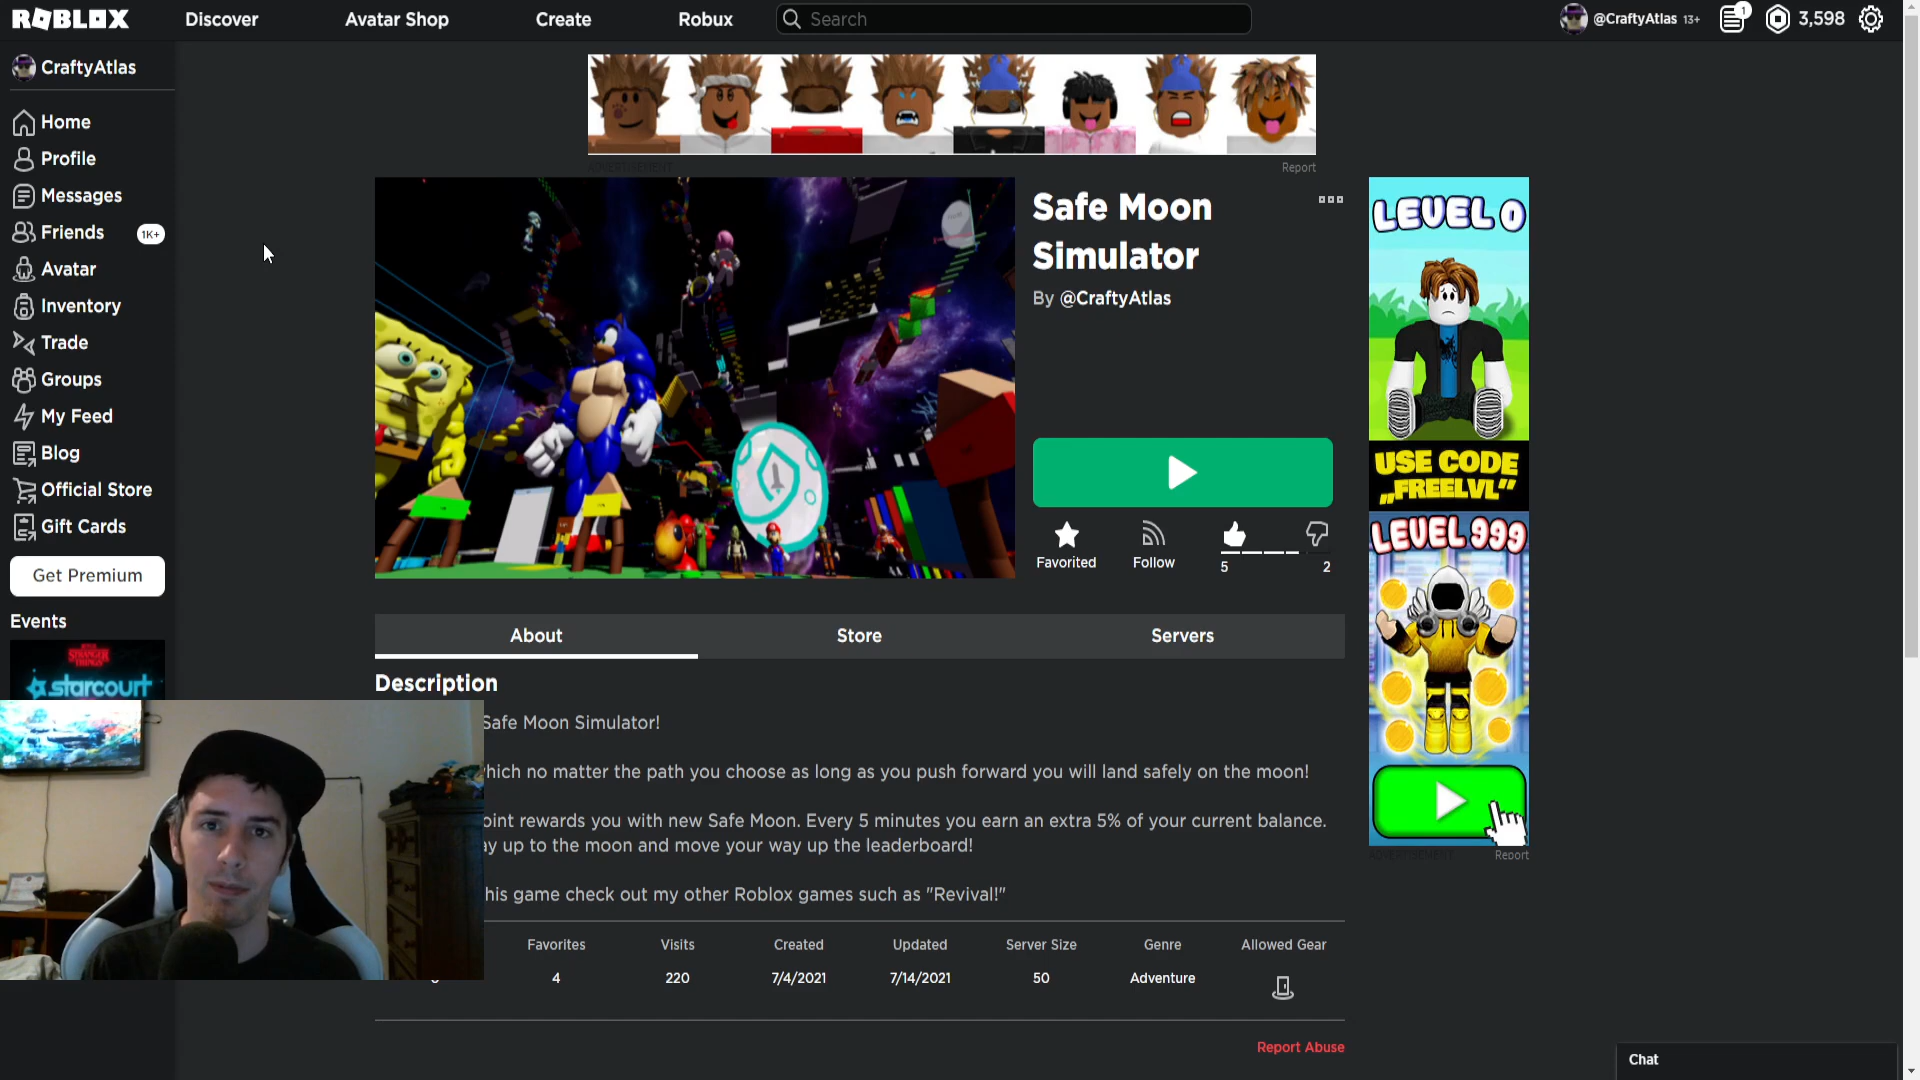 ROBLOX
Discover
Avatar Shop
Create
Robux
Search
@CraftyAtlas 13+
1
3,598
CraftyAtlas
Home
Profile
Messages
Friends
1K+
Avatar
Inventory
Trade
Groups
My Feed
Blog
Official Store
Gift Cards
Get Premium
Events
STRANGER THINGS
starcourt
ADVERTISEMENT
Report
Safe Moon
Simulator
By @CraftyAtlas
Favorited
Follow
5
2
About
Store
Servers
Description
Safe Moon Simulator!
which no matter the path you choose as long as you push forward you will land safely on the moon!
oint rewards you with new Safe Moon. Every 5 minutes you earn an extra 5% of your current balance.
ay up to the moon and move your way up the leaderboard!
his game check out my other Roblox games such as "Revival!"
Favorites
Visits
Created
Updated
Server Size
Genre
Allowed Gear
4
220
7/4/2021
7/14/2021
50
Adventure
Report Abuse
LEVEL 0
USE CODE
„FREELVL”
LEVEL 999
ADVERTISEMENT
Report
Chat